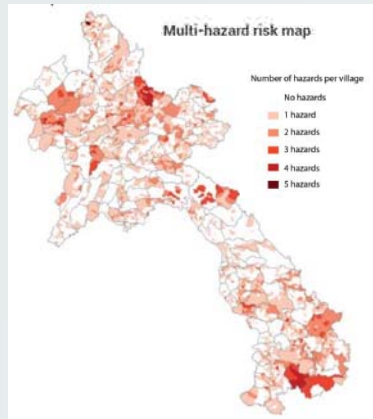 Multi-hazard risk map
Number of hazards per village
No hazards
1 hazard
2 hazards
3 hazards
4 hazards
5 hazards